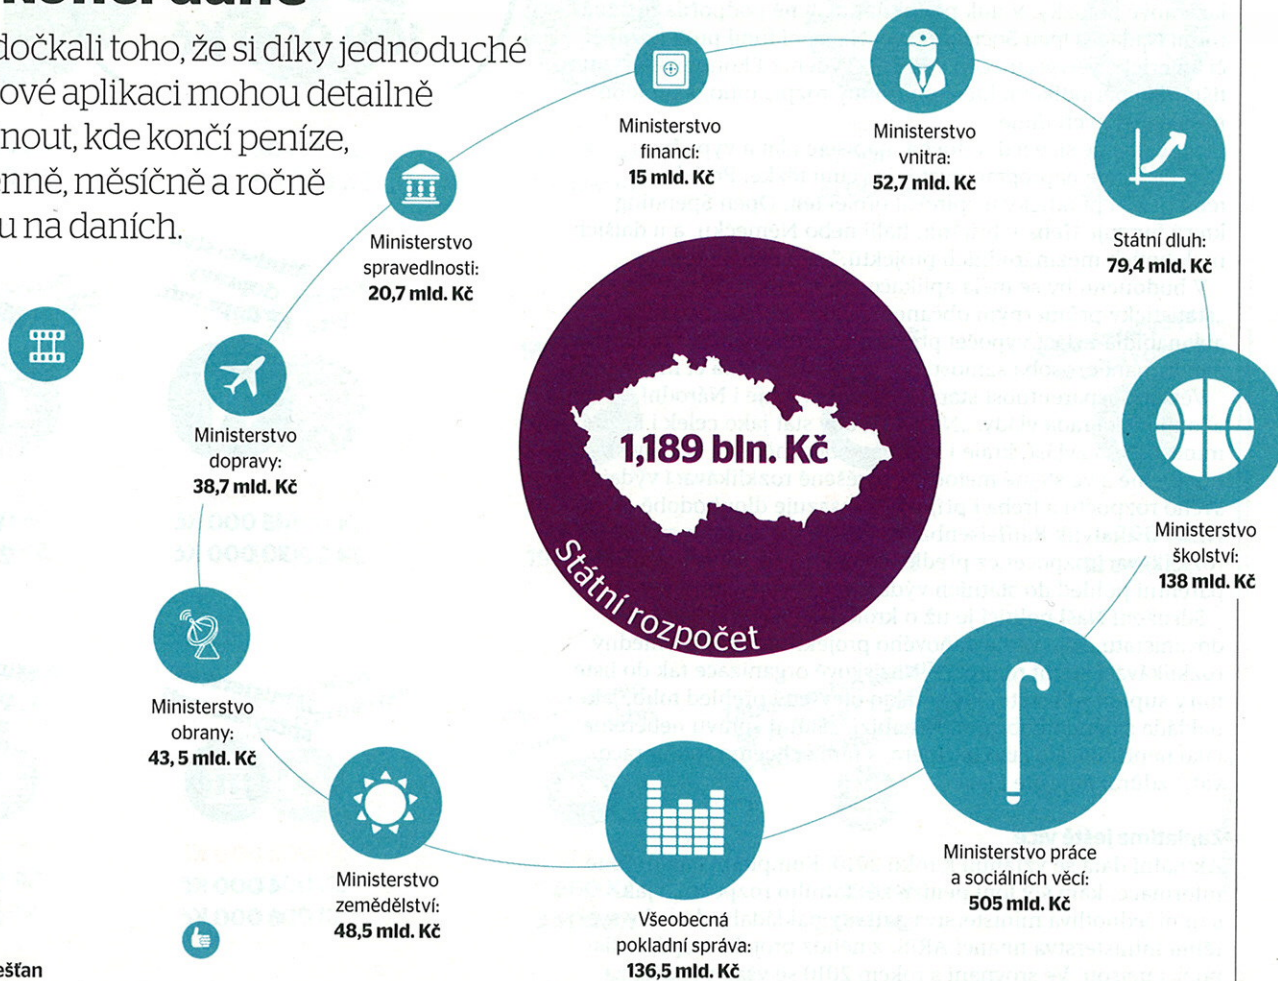 dočkali toho, že si díky jednoduché
ové aplikaci mohou detailně
nout, kde končí peníze,
enně, měsíčně a ročně
u na daních.
Ministerstvo
financí:
15 mld. Kč
Ministerstvo
vnitra:
52,7 mld. Kč
Státní dluh:
79,4 mld. Kč
Ministerstvo
spravedlnosti:
20,7 mld. Kč
Ministerstvo
dopravy:
38,7 mld. Kč
1,189 bln. Kč
Státní rozpočet
Ministerstvo
školství:
138 mld. Kč
Ministerstvo
obrany:
43,5 mld. Kč
Ministerstvo
zemědělství:
48,5 mld. Kč
Všeobecná
pokladní správa:
136,5 mld. Kč
Ministerstvo práce
a sociálních věcí:
505 mld. Kč
ešťan